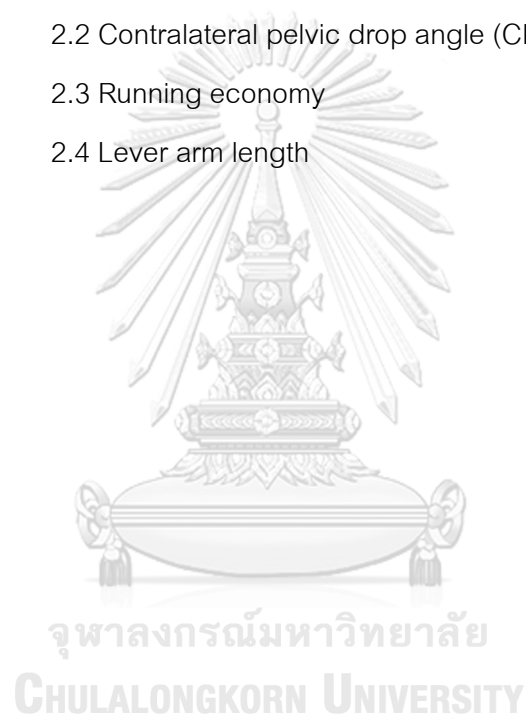 2.2 Contralateral pelvic drop angle
2.3 Running economy
2.4 Lever arm length
จุฬาลงกรณ์มหาวิทยาลัย
CHULALONGKORN UNIVERSITY